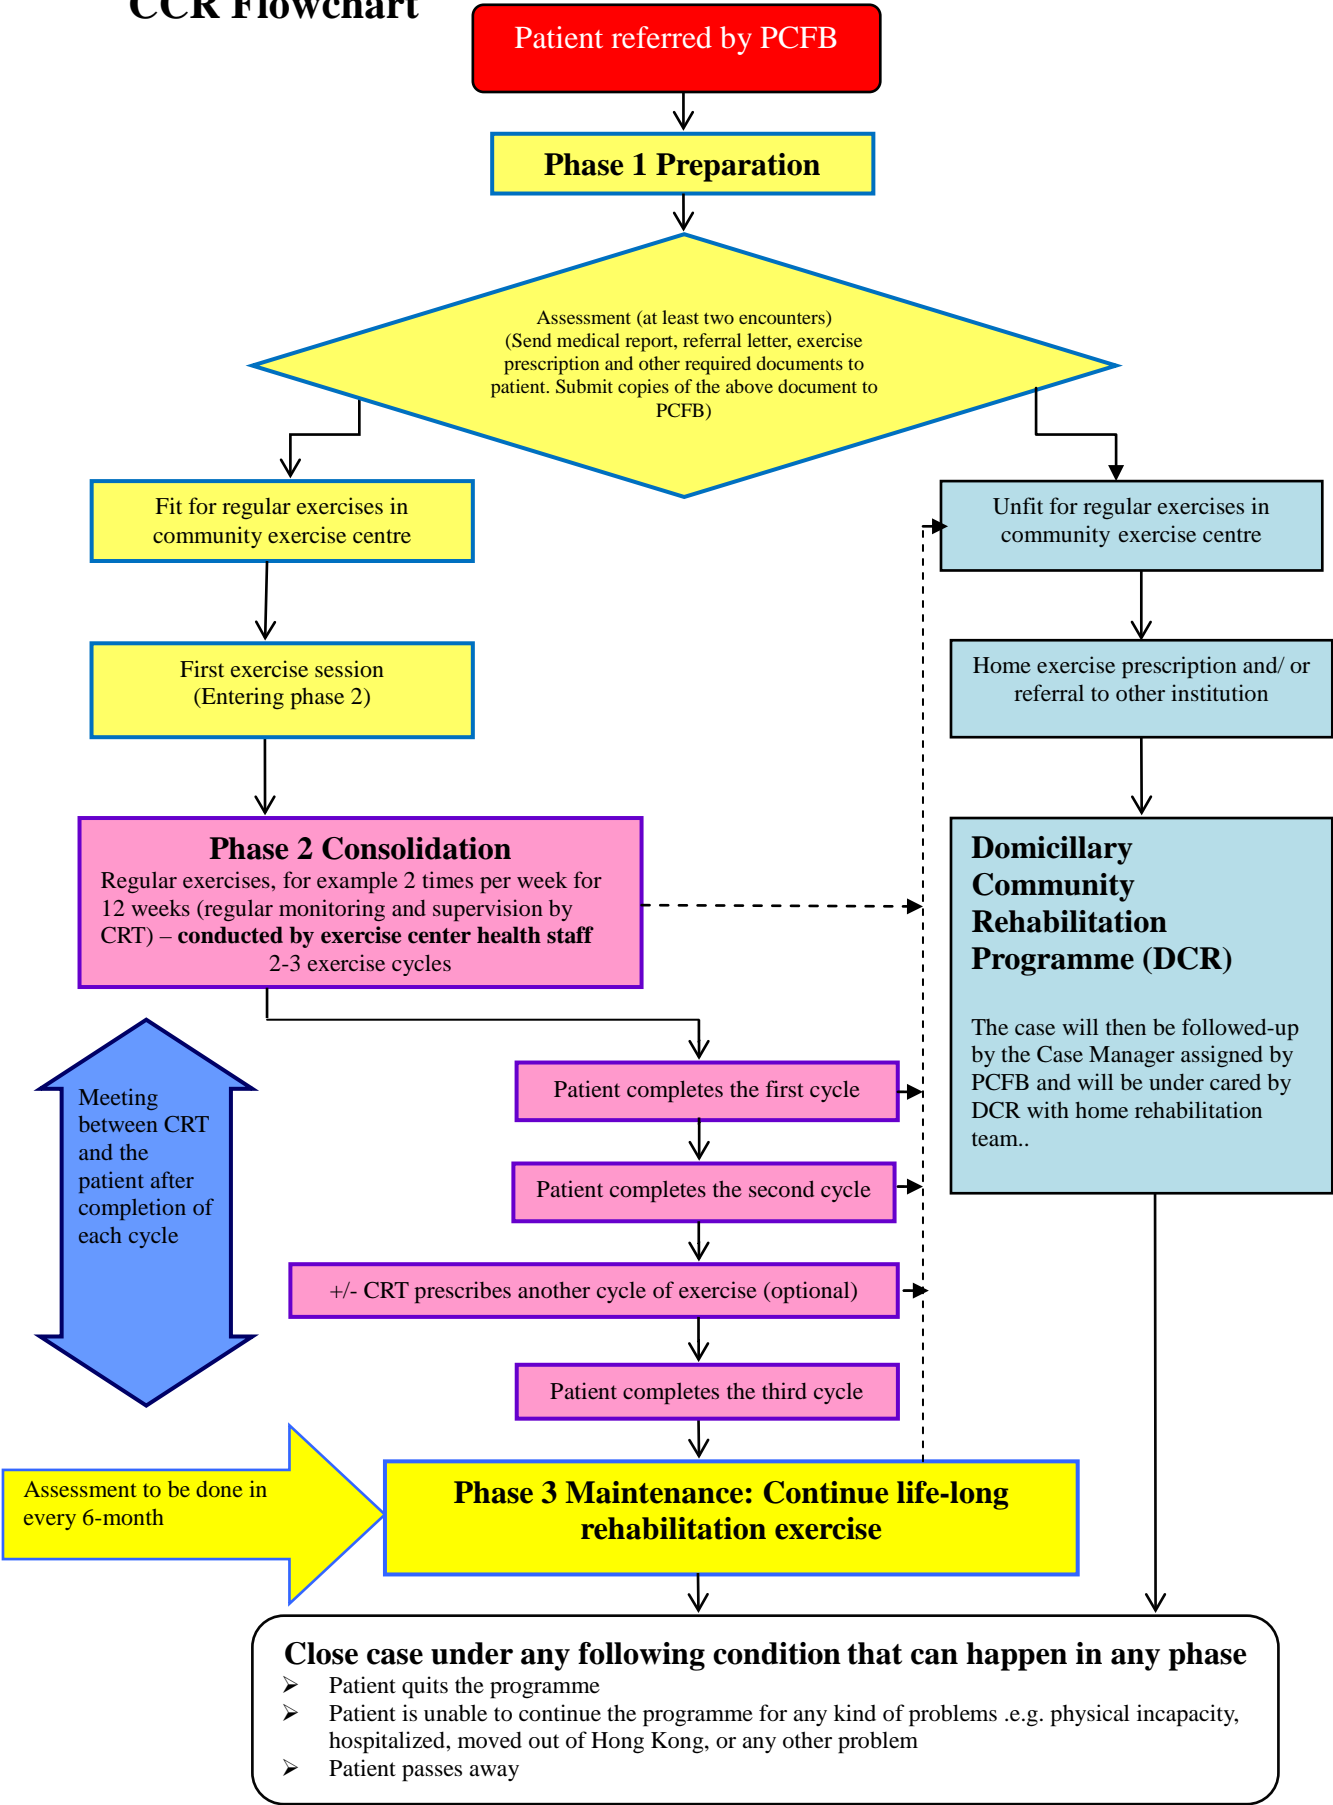 CCR Flowchart
Patient referred by PCFB
Phase 1 Preparation
Assessment (at least two encounters)
(Send medical report, referral letter, exercise
prescription and other required documents to
patient. Submit copies of the above document to
PCFB)
Fit for regular exercises in
community exercise centre
Unfit for regular exercises in
community exercise centre
First exercise session
(Entering phase 2)
Home exercise prescription and/ or
referral to other institution
Phase 2 Consolidation
Regular exercises, for example 2 times per week for
12 weeks (regular monitoring and supervision by
CRT) – conducted by exercise center health staff
2-3 exercise cycles
Domicillary
Community
Rehabilitation
Programme (DCR)
The case will then be followed-up
by the Case Manager assigned by
PCFB and will be under cared by
DCR with home rehabilitation
team..
Meeting
between CRT
and the
patient after
completion of
each cycle
Patient completes the first cycle
Patient completes the second cycle
+/- CRT prescribes another cycle of exercise (optional)
Patient completes the third cycle
Assessment to be done in
every 6-month
Phase 3 Maintenance: Continue life-long
rehabilitation exercise
Close case under any following condition that can happen in any phase
➢ Patient quits the programme
➢ Patient is unable to continue the programme for any kind of problems .e.g. physical incapacity,
hospitalized, moved out of Hong Kong, or any other problem
➢ Patient passes away